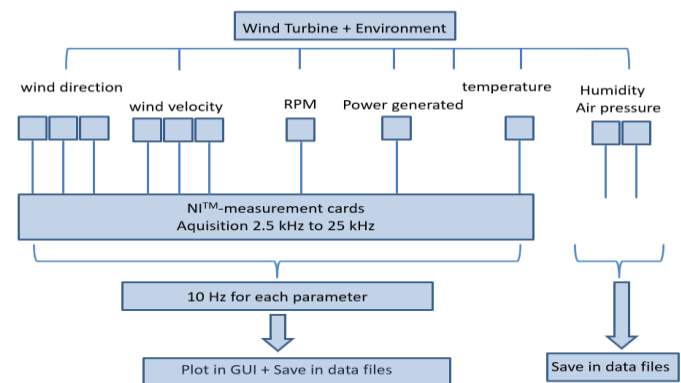 Wind Turbine + Environment
wind direction
wind velocity
RPM
Power generated
temperature
Humidity
Air pressure
NI™-measurement cards
Aquisition 2.5 kHz to 25 kHz
10 Hz for each parameter
Plot in GUI + Save in data files
Save in data files